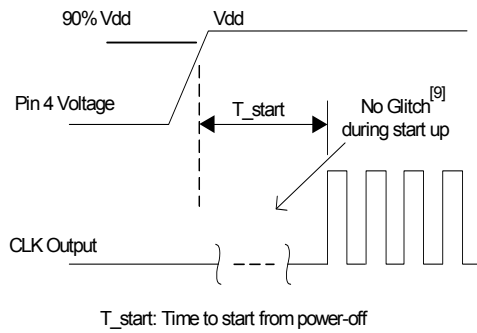 90% Vdd
Vdd
Pin 4 Voltage
T_start
No Glitch[9]
during start up
CLK Output
T_start: Time to start from power-off